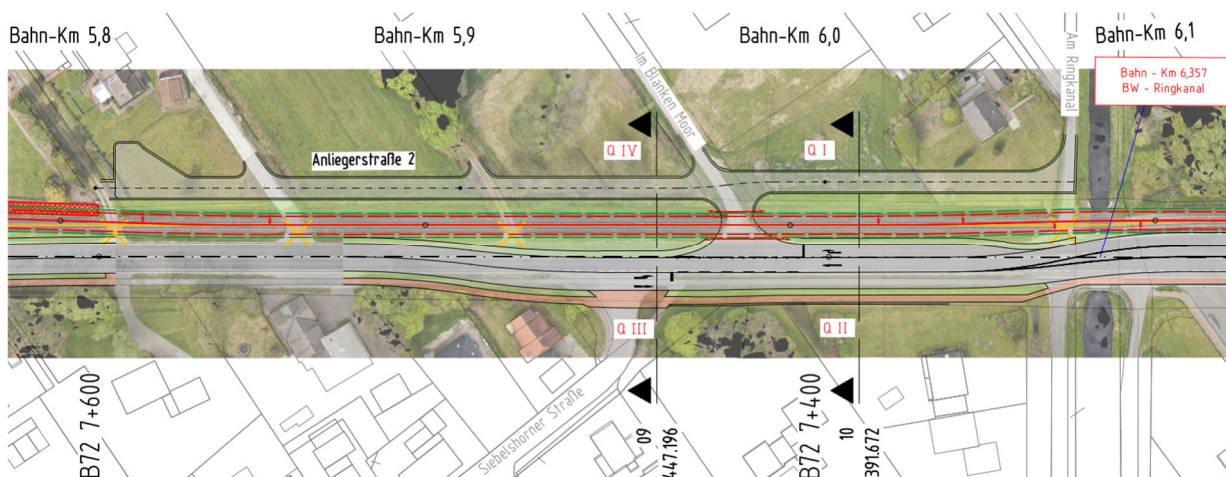 Bahn-Km 5,8
Bahn-Km 5,9
Bahn-Km 6,0
Bahn-Km 6,1
Im Blanken Moor
Am Ringkanal
Bahn - Km 6,357
BW - Ringkanal
Anliegerstraße 2
Q IV
Q I
Q III
Q II
B72 7+600
Siebelshörner Straße
09
447.196
B72 7+400
10
391.672